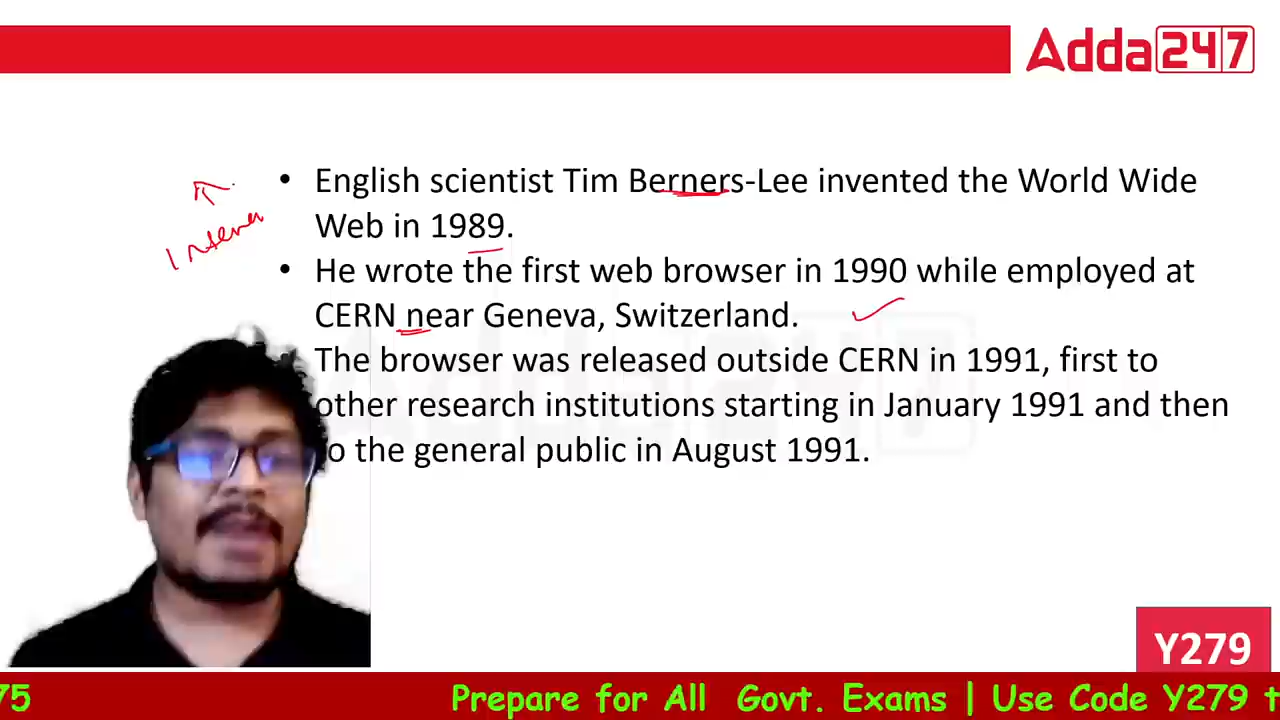 Adda247
• English scientist Tim Berners-Lee invented the World Wide
Web in 1989.
• He wrote the first web browser in 1990 while employed at
CERN near Geneva, Switzerland.
The browser was released outside CERN in 1991, first to
other research institutions starting in January 1991 and then
o the general public in August 1991.
Y279
75 Prepare for All Govt. Exams | Use Code Y279 t